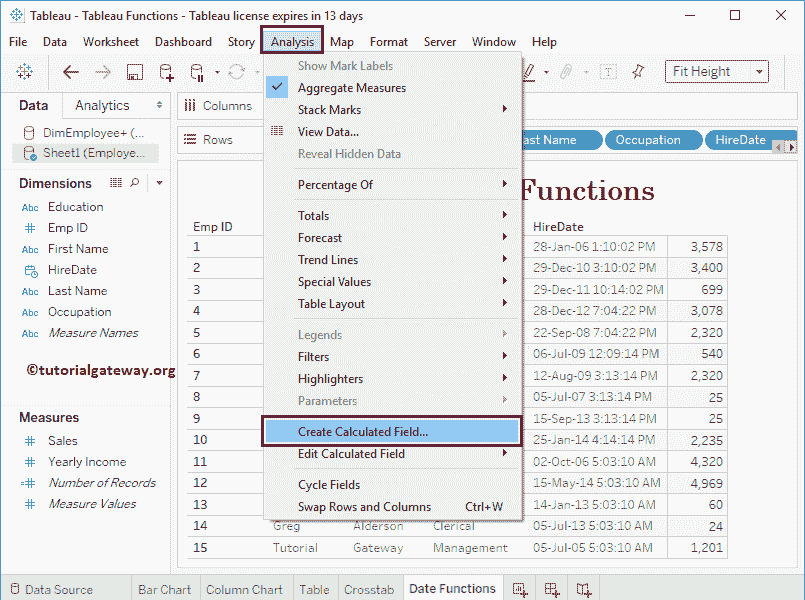 Tableau - Tableau Functions - Tableau license expires in 13 days
File Data Worksheet Dashboard Story Analysis Map Format Server Window Help
Fit Height
Data Analytics
Columns
DimEmployee+ (...
Sheet1 (Employe...
Rows
ast Name Occupation HireDate
Dimensions
Education
Emp ID
First Name
HireDate
Last Name
Occupation
Measure Names
Abc
#
Abc
Abc
Abc
Abc
©tutorialgateway.org
Measures
# Sales
# Yearly Income
=# Number of Records
# Measure Values
Show Mark Labels
Aggregate Measures
Stack Marks
View Data...
Reveal Hidden Data
Percentage Of
Totals
Forecast
Trend Lines
Special Values
Table Layout
Legends
Filters
Highlighters
Parameters
Create Calculated Field...
Edit Calculated Field
Cycle Fields
Swap Rows and Columns Ctrl+W
Functions
Emp ID HireDate
1 28-Jan-06 1:10:02 PM 3,578
2 29-Dec-10 3:10:02 PM 3,400
3 29-Dec-11 10:14:02 PM 699
4 28-Dec-12 7:04:22 PM 3,078
5 22-Sep-08 7:04:22 PM 2,320
6 06-Jul-09 12:09:14 PM 540
7 12-Aug-09 3:13:14 PM 2,320
8 05-Jul-07 3:13:14 PM 25
9 15-Sep-13 3:13:14 PM 25
10 25-Jan-14 4:14:14 PM 2,235
11 02-Oct-06 5:03:10 AM 4,320
12 15-May-14 5:03:10 AM 4,969
13 14-Jan-13 5:03:10 AM 60
14 Greg Alderson Clerical 05-Jul-13 5:03:10 AM 24
15 Tutorial Gateway Management 05-Jul-05 5:03:10 AM 1,201
Data Source Bar Chart Column Chart Table Crosstab Date Functions